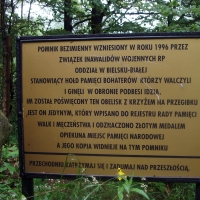 POMNIK BEZIMIENNY WZNIESIONY W ROKU 1996 PRZEZ
ZWIĄZEK INAWALIDÓW WOJENNYCH RP
ODDZIAŁ W BIELSKU-BIAŁEJ
STANOWIĄCY HOŁD PAMIĘCI BOHATERÓW KTÓRZY WALCZYLI
I GINĘLI W OBRONIE PODBESKIDZIA,
IM ZOSTAŁ POŚWIĘCONY TEN OBELISK Z KRZYŻEM NA PRZEGIBKU
JEST ON JEDYNYM, KTÓRY WPISANO DO REJESTRU RADY PAMIĘCI
WALK I MĘCZEŃSTWA I ODZNACZONO ZŁOTYM MEDALEM
OPIEKUNA MIEJSC PAMIĘCI NARODOWEJ
A JEGO KOPIA WIDNIEJE NA TYM POMNIKU
PRZECHODNIU ZATRZYMAJ SIĘ I ZADUMAJ NAD PRZESZŁOŚCIĄ.